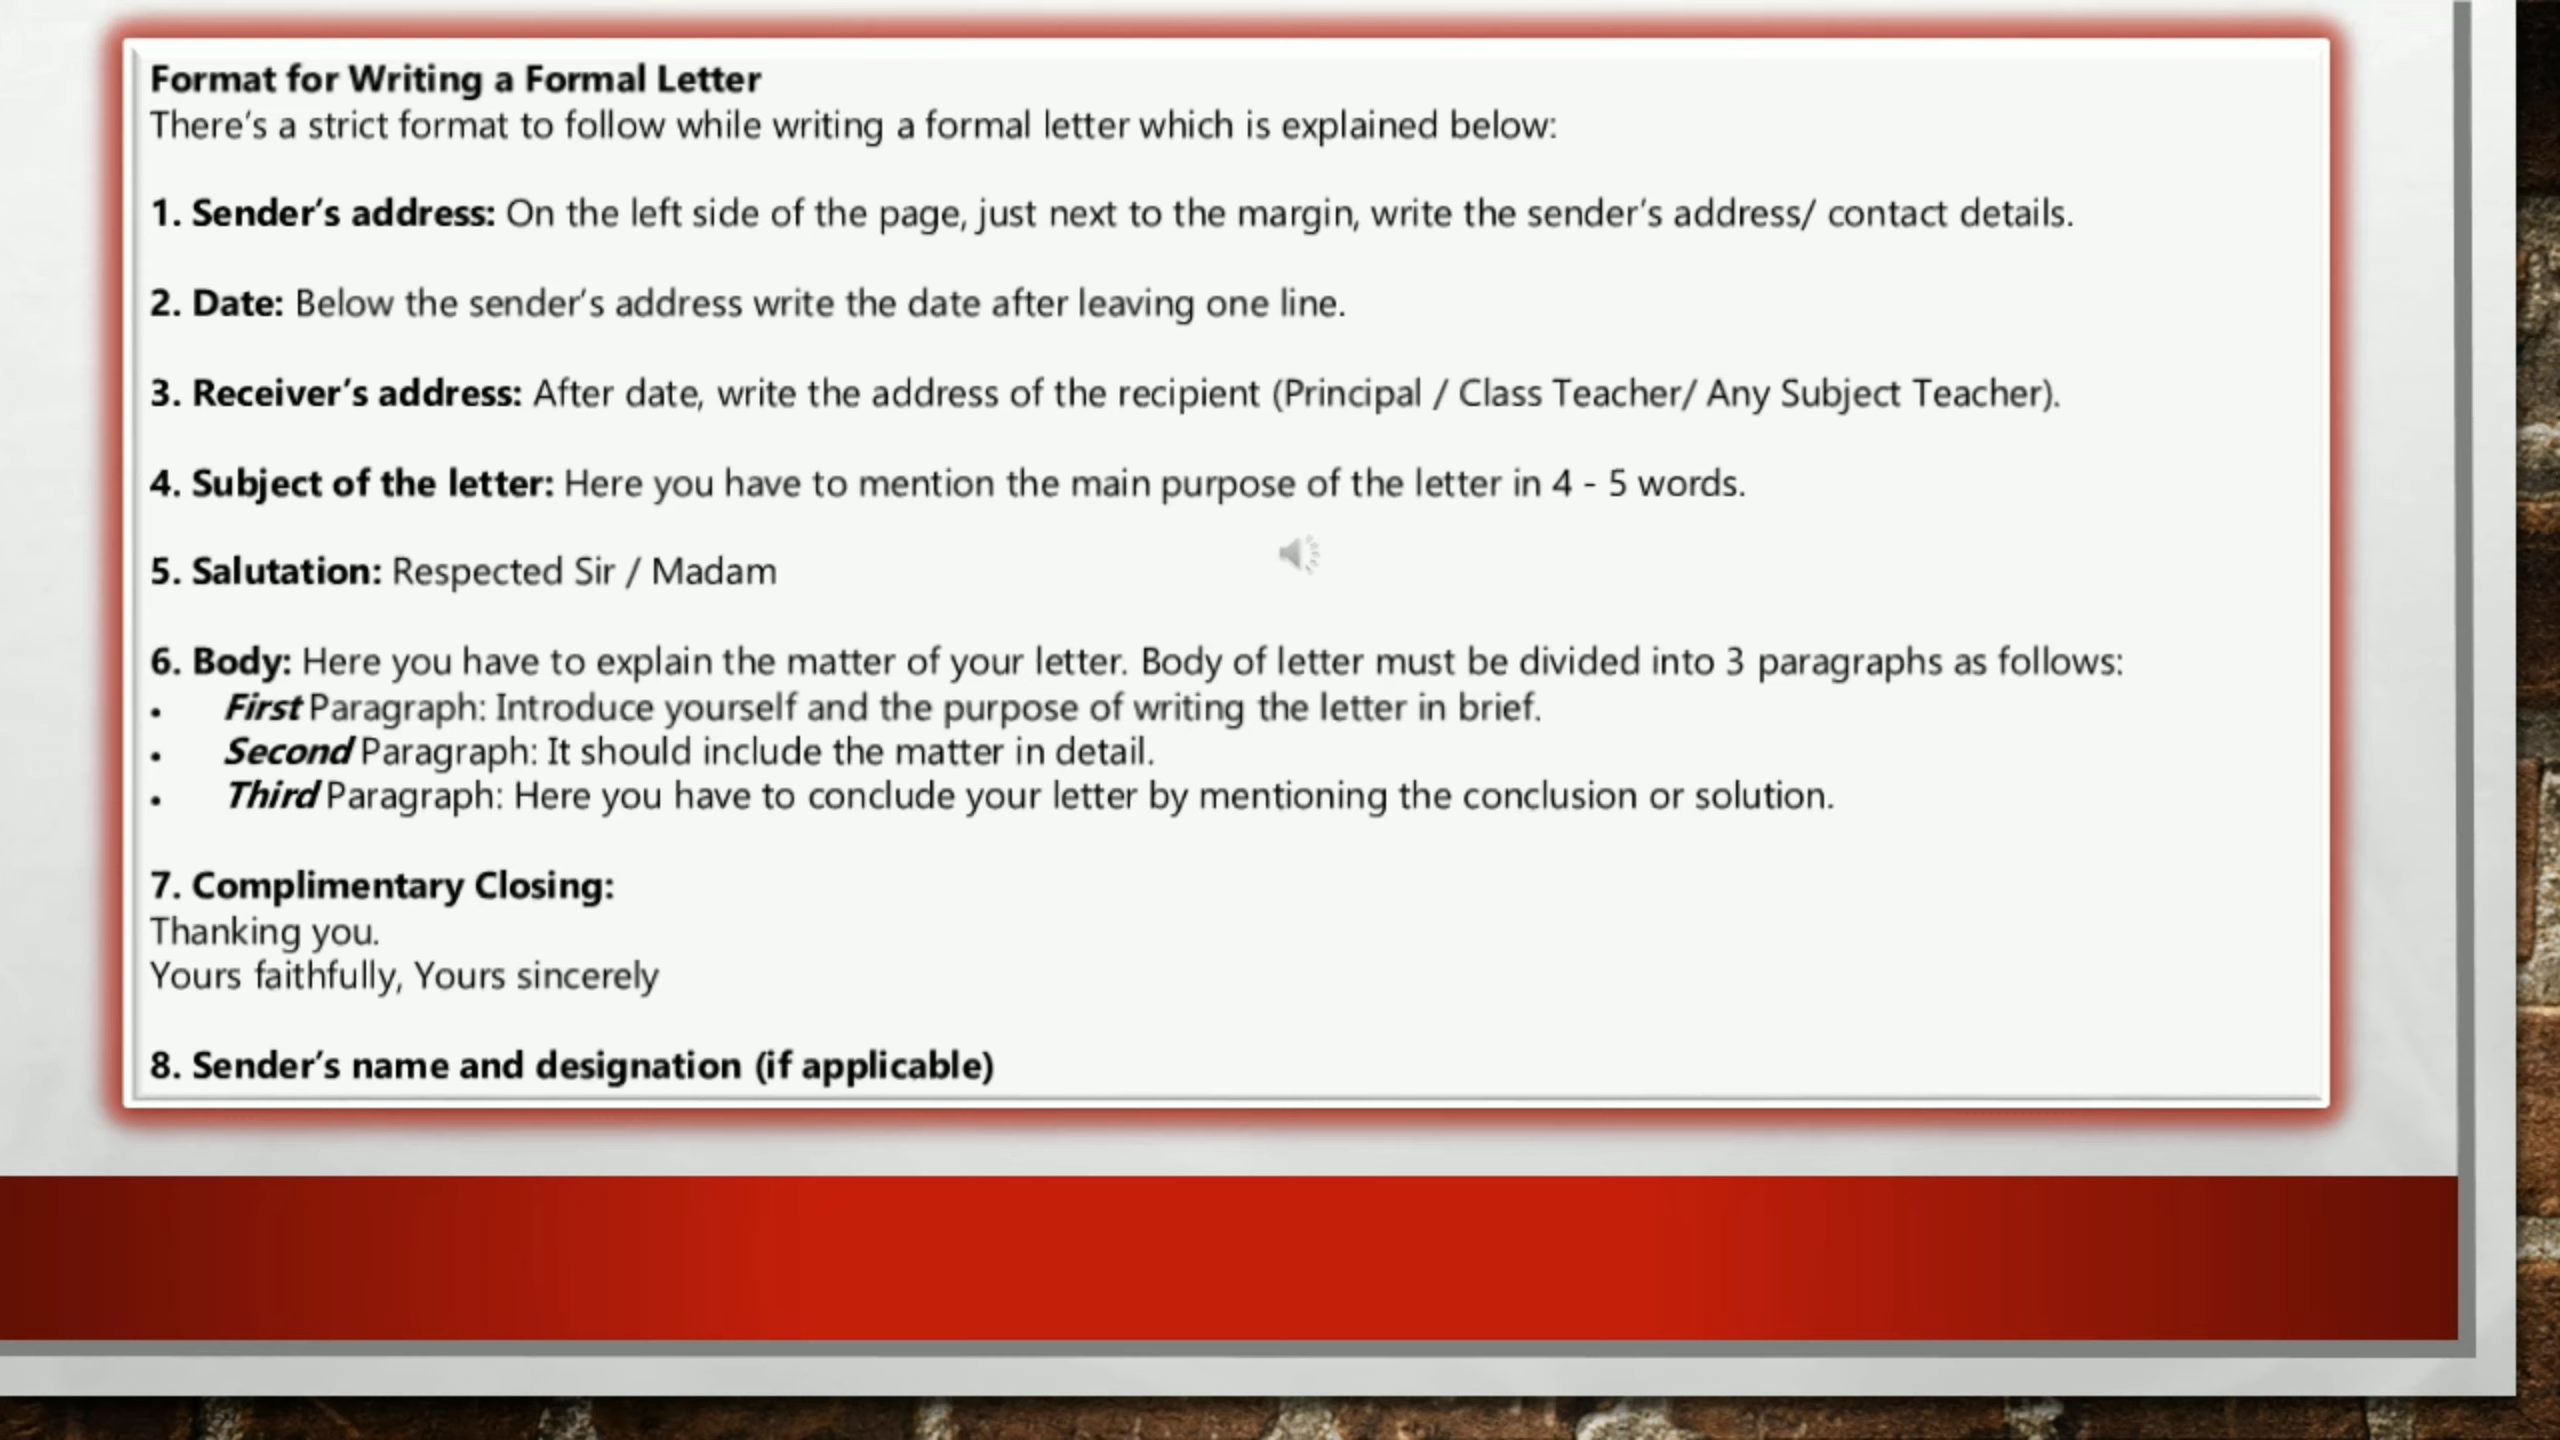 Format for Writing a Formal Letter
There's a strict format to follow while writing a formal letter which is explained below:
1. Sender's address: On the left side of the page, just next to the margin, write the sender's address/ contact details.
2. Date: Below the sender's address write the date after leaving one line.
3. Receiver's address: After date, write the address of the recipient (Principal / Class Teacher/ Any Subject Teacher).
4. Subject of the letter: Here you have to mention the main purpose of the letter in 4 - 5 words.
5. Salutation: Respected Sir / Madam
6. Body: Here you have to explain the matter of your letter. Body of letter must be divided into 3 paragraphs as follows:
• First Paragraph: Introduce yourself and the purpose of writing the letter in brief.
• Second Paragraph: It should include the matter in detail.
• Third Paragraph: Here you have to conclude your letter by mentioning the conclusion or solution.
7. Complimentary Closing:
Thanking you.
Yours faithfully, Yours sincerely
8. Sender's name and designation (if applicable)